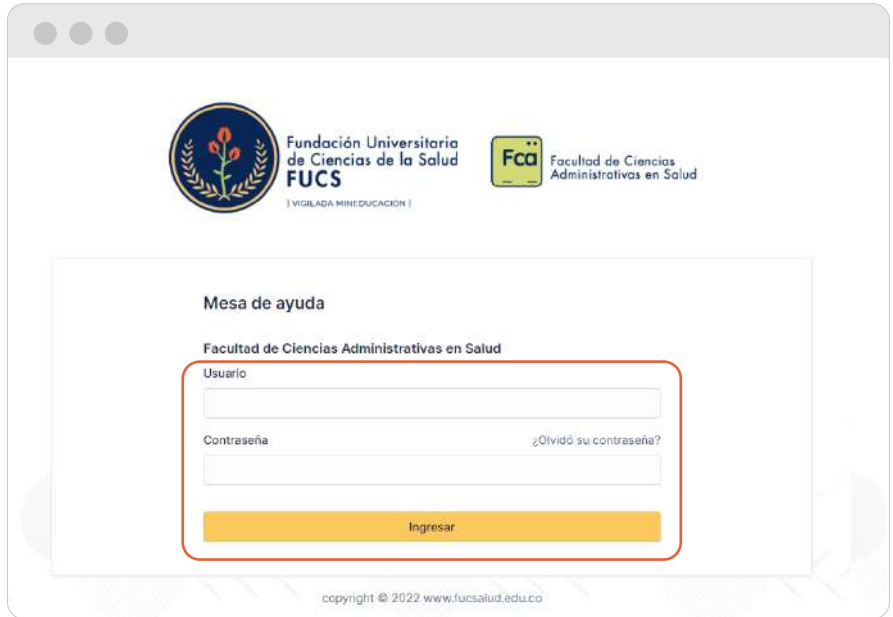 Fundación Universitaria
de Ciencias de la Salud
FUCS
| VIGILADA MINEDUCACIÓN |
Fca
Facultad de Ciencias
Administrativas en Salud
Mesa de ayuda
Facultad de Ciencias Administrativas en Salud
Usuario
Contraseña ¿Olvidó su contraseña?
Ingresar
copyright © 2022 www.fucsalud.edu.co